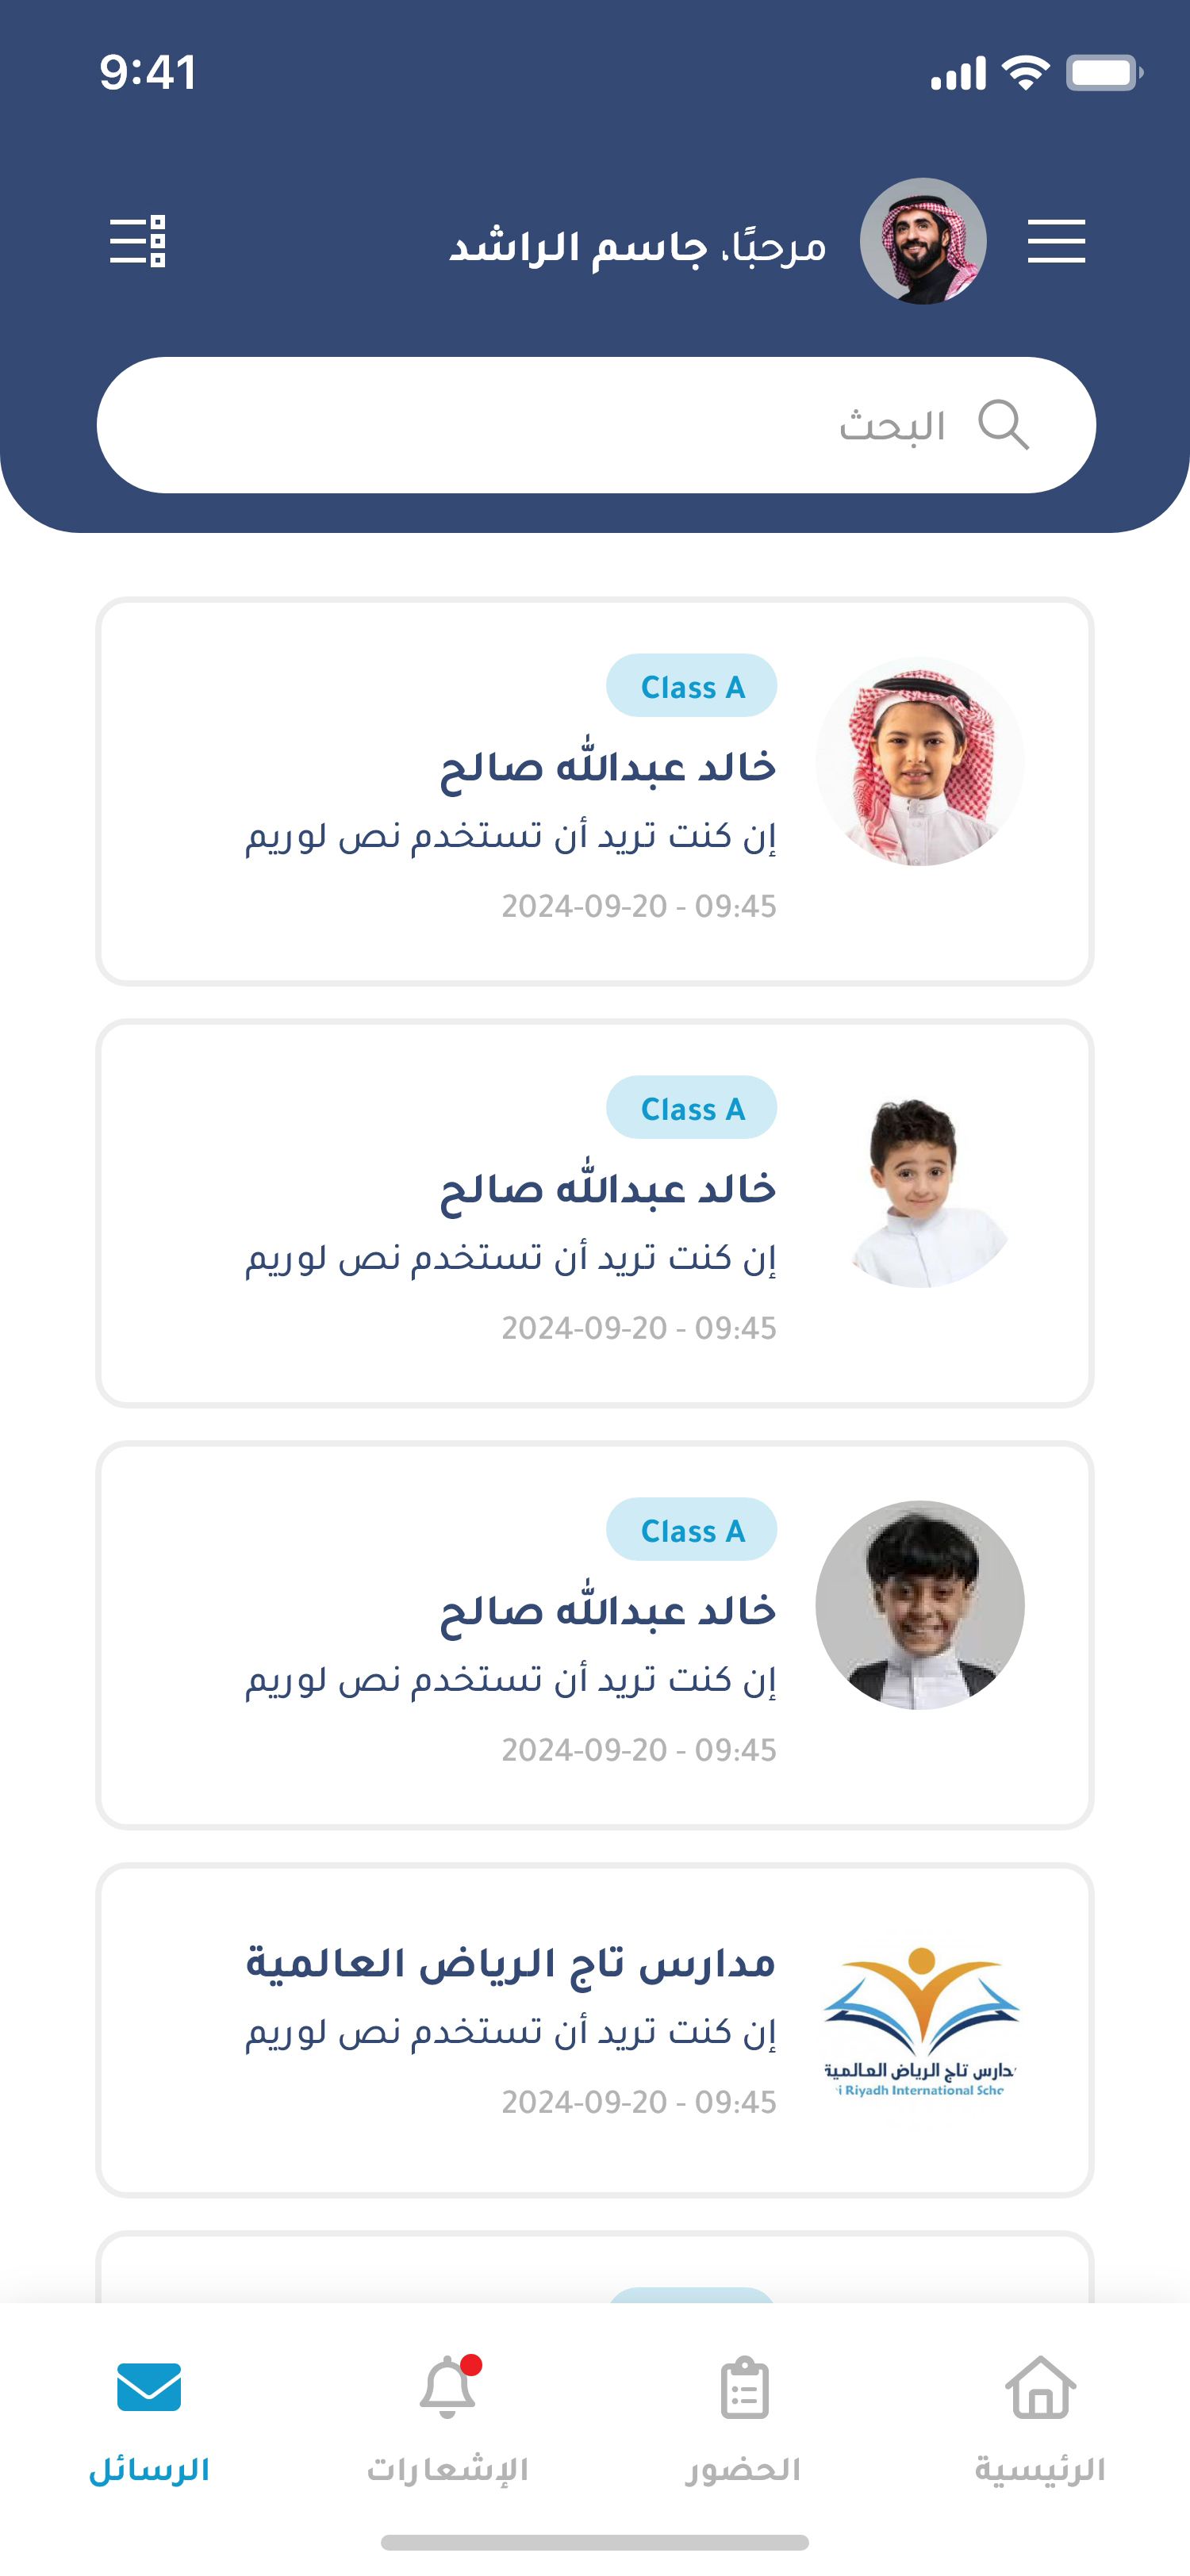 9:41
مرحبًا، جاسم الراشد
البحث
Class A
خالد عبدالله صالح
إن كنت تريد أن تستخدم نص لوريم
2024-09-20 - 09:45
Class A
خالد عبدالله صالح
إن كنت تريد أن تستخدم نص لوريم
2024-09-20 - 09:45
Class A
خالد عبدالله صالح
إن كنت تريد أن تستخدم نص لوريم
2024-09-20 - 09:45
مدارس تاج الرياض العالمية
إن كنت تريد أن تستخدم نص لوريم
2024-09-20 - 09:45
دارس تاج الرياض العالمية
i Riyadh International Scho
الرئيسية
الحضور
الإشعارات
الرسائل